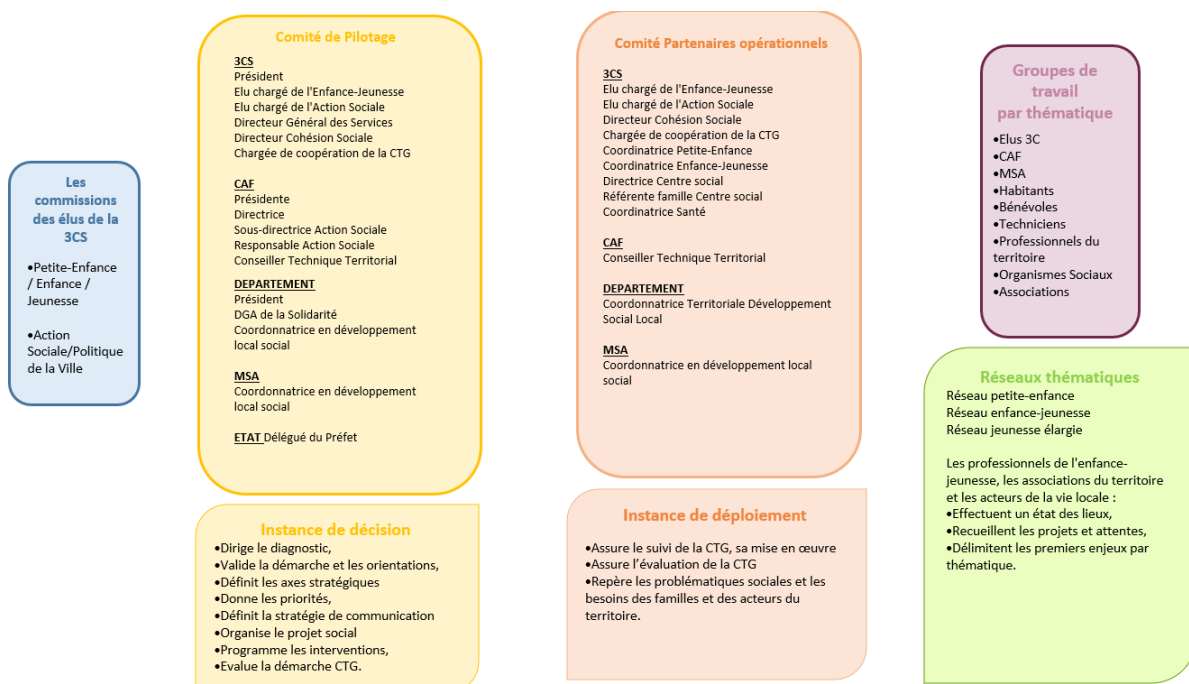 Les
commissions
des élus de la
3CS
•Petite-Enfance
/ Enfance /
Jeunesse
•Action
Sociale/Politique
de la Ville
Comité de Pilotage
3CS
Président
Elu chargé de l'Enfance-Jeunesse
Elu chargé de l'Action Sociale
Directeur Général des Services
Directeur Cohésion Sociale
Chargée de coopération de la CTG
CAF
Présidente
Directrice
Sous-directrice Action Sociale
Responsable Action Sociale
Conseiller Technique Territorial
DEPARTEMENT
Président
DGA de la Solidarité
Coordonnatrice en développement
local social
MSA
Coordonnatrice en développement
local social
ETAT Délégué du Préfet
Instance de décision
•Dirige le diagnostic,
•Valide la démarche et les orientations,
•Définit les axes stratégiques
•Donne les priorités,
•Définit la stratégie de communication
•Organise le projet social
•Programme les interventions,
•Evalue la démarche CTG.
Comité Partenaires opérationnels
3CS
Elu chargé de l'Enfance-Jeunesse
Elu chargé de l'Action Sociale
Directeur Cohésion Sociale
Chargée de coopération de la CTG
Coordinatrice Petite-Enfance
Coordinatrice Enfance-Jeunesse
Directrice Centre social
Référente famille Centre social
Coordinatrice Santé
CAF
Conseiller Technique Territorial
DEPARTEMENT
Coordonnatrice Territoriale Développement
Social Local
MSA
Coordonnatrice en développement local
social
Instance de déploiement
•Assure le suivi de la CTG, sa mise en œuvre
•Assure l'évaluation de la CTG
•Repère les problématiques sociales et les
besoins des familles et des acteurs du
territoire.
Groupes de
travail
par thématique
•Elus 3C
•CAF
•MSA
•Habitants
•Bénévoles
•Techniciens
•Professionnels du
territoire
•Organismes Sociaux
•Associations
Réseaux thématiques
Réseau petite-enfance
Réseau enfance-jeunesse
Réseau jeunesse élargie
Les professionnels de l'enfance-
jeunesse, les associations du territoire
et les acteurs de la vie locale :
•Effectuent un état des lieux,
•Recueillent les projets et attentes,
•Délimitent les premiers enjeux par
thématique.